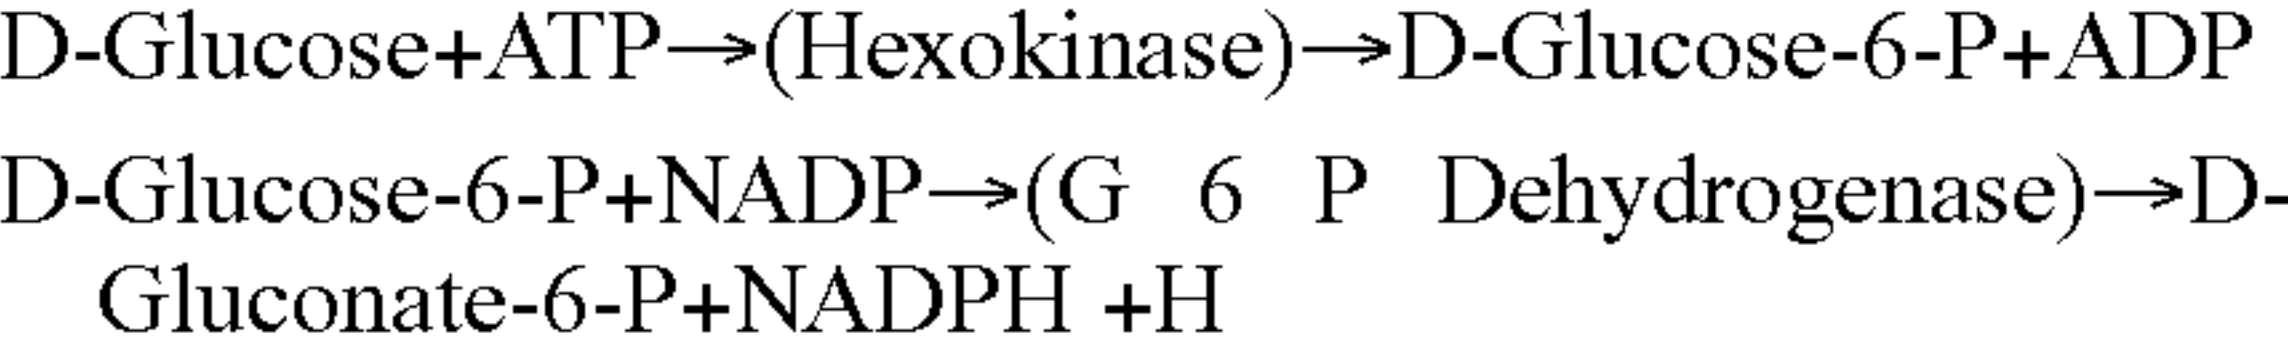 D-Glucose+ATP→(Hexokinase)→D-Glucose-6-P+ADP
D-Glucose-6-P+NADP→(G 6 P Dehydrogenase)→D-
Gluconate-6-P+NADPH +H